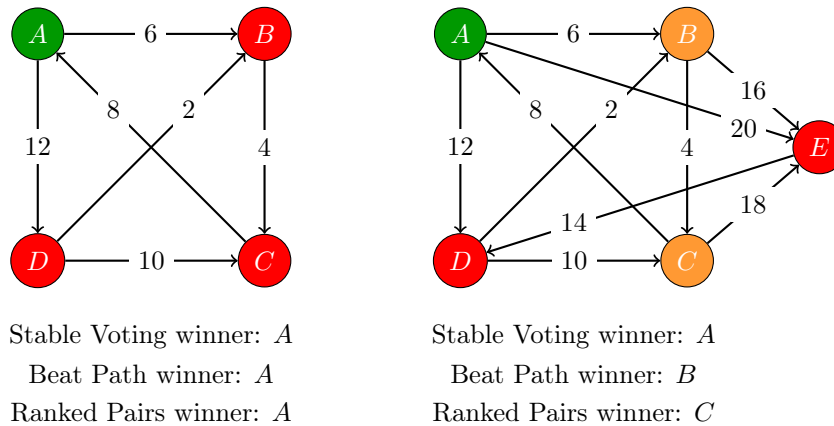 A 6 B
12 8 2 4
D 10 C
Stable Voting winner: A
Beat Path winner: A
Ranked Pairs winner: A
A 6 B
16
20
12 8 2 4
E
14 18
D 10 C
Stable Voting winner: A
Beat Path winner: B
Ranked Pairs winner: C